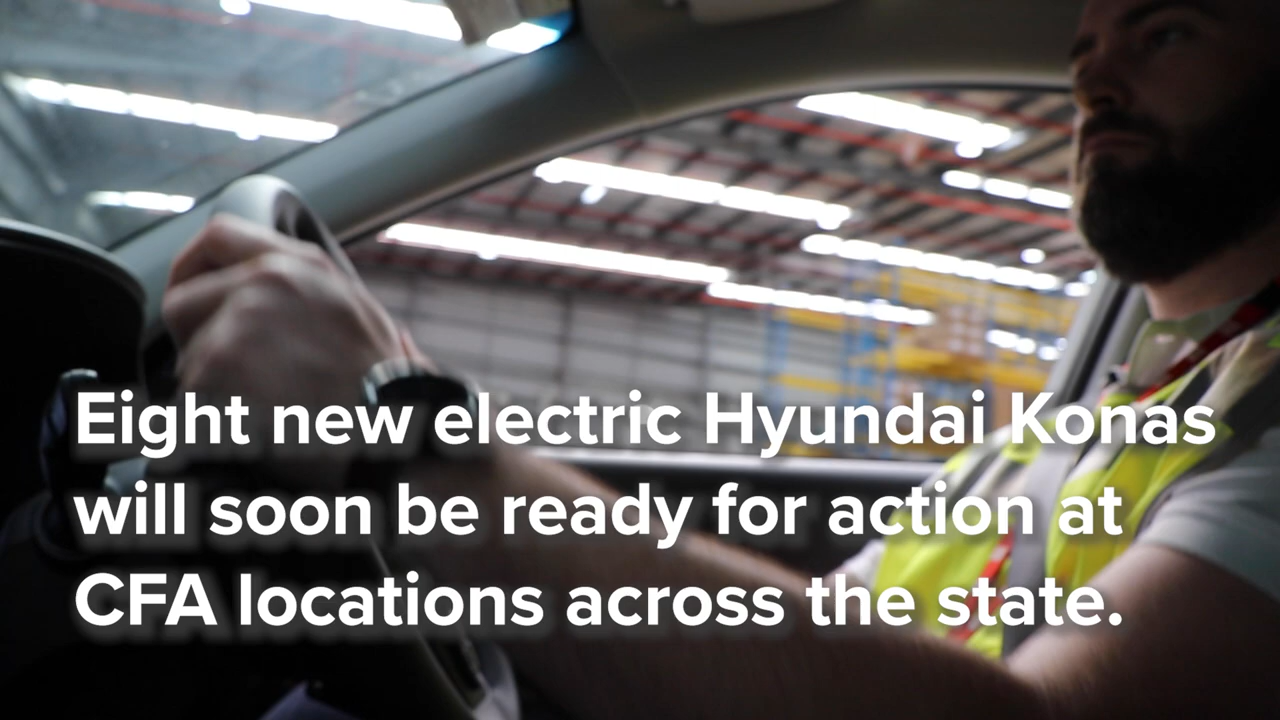 Eight new electric Hyundai Konas
will soon be ready for action at
CFA locations across the state.